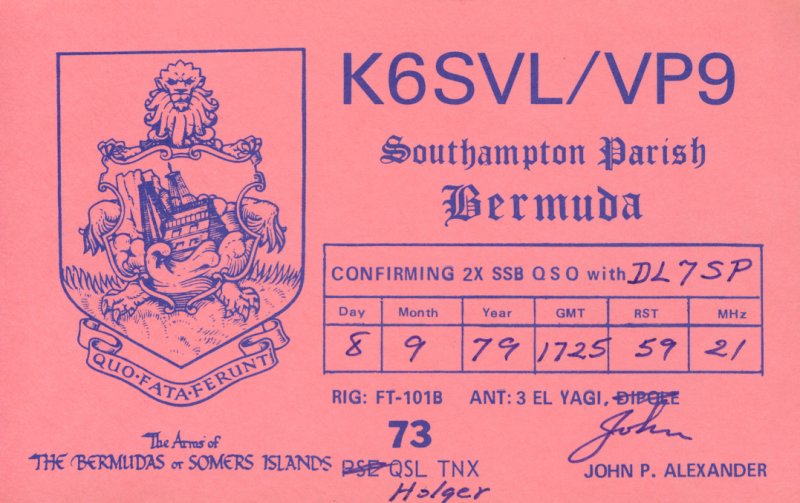 K6SVL/VP9
Southampton Parish
Bermuda
CONFIRMING 2X SSB QSO with DL7SP
Day Month Year GMT RST MHz
8 9 79 1725 59 21
RIG: FT-101B ANT: 3 EL YAGI, DIPOLE
73
PSE QSL TNX
Holger
John
JOHN P. ALEXANDER
QUO FATA FERUNT
The Arms of
THE BERMUDAS or SOMERS ISLANDS